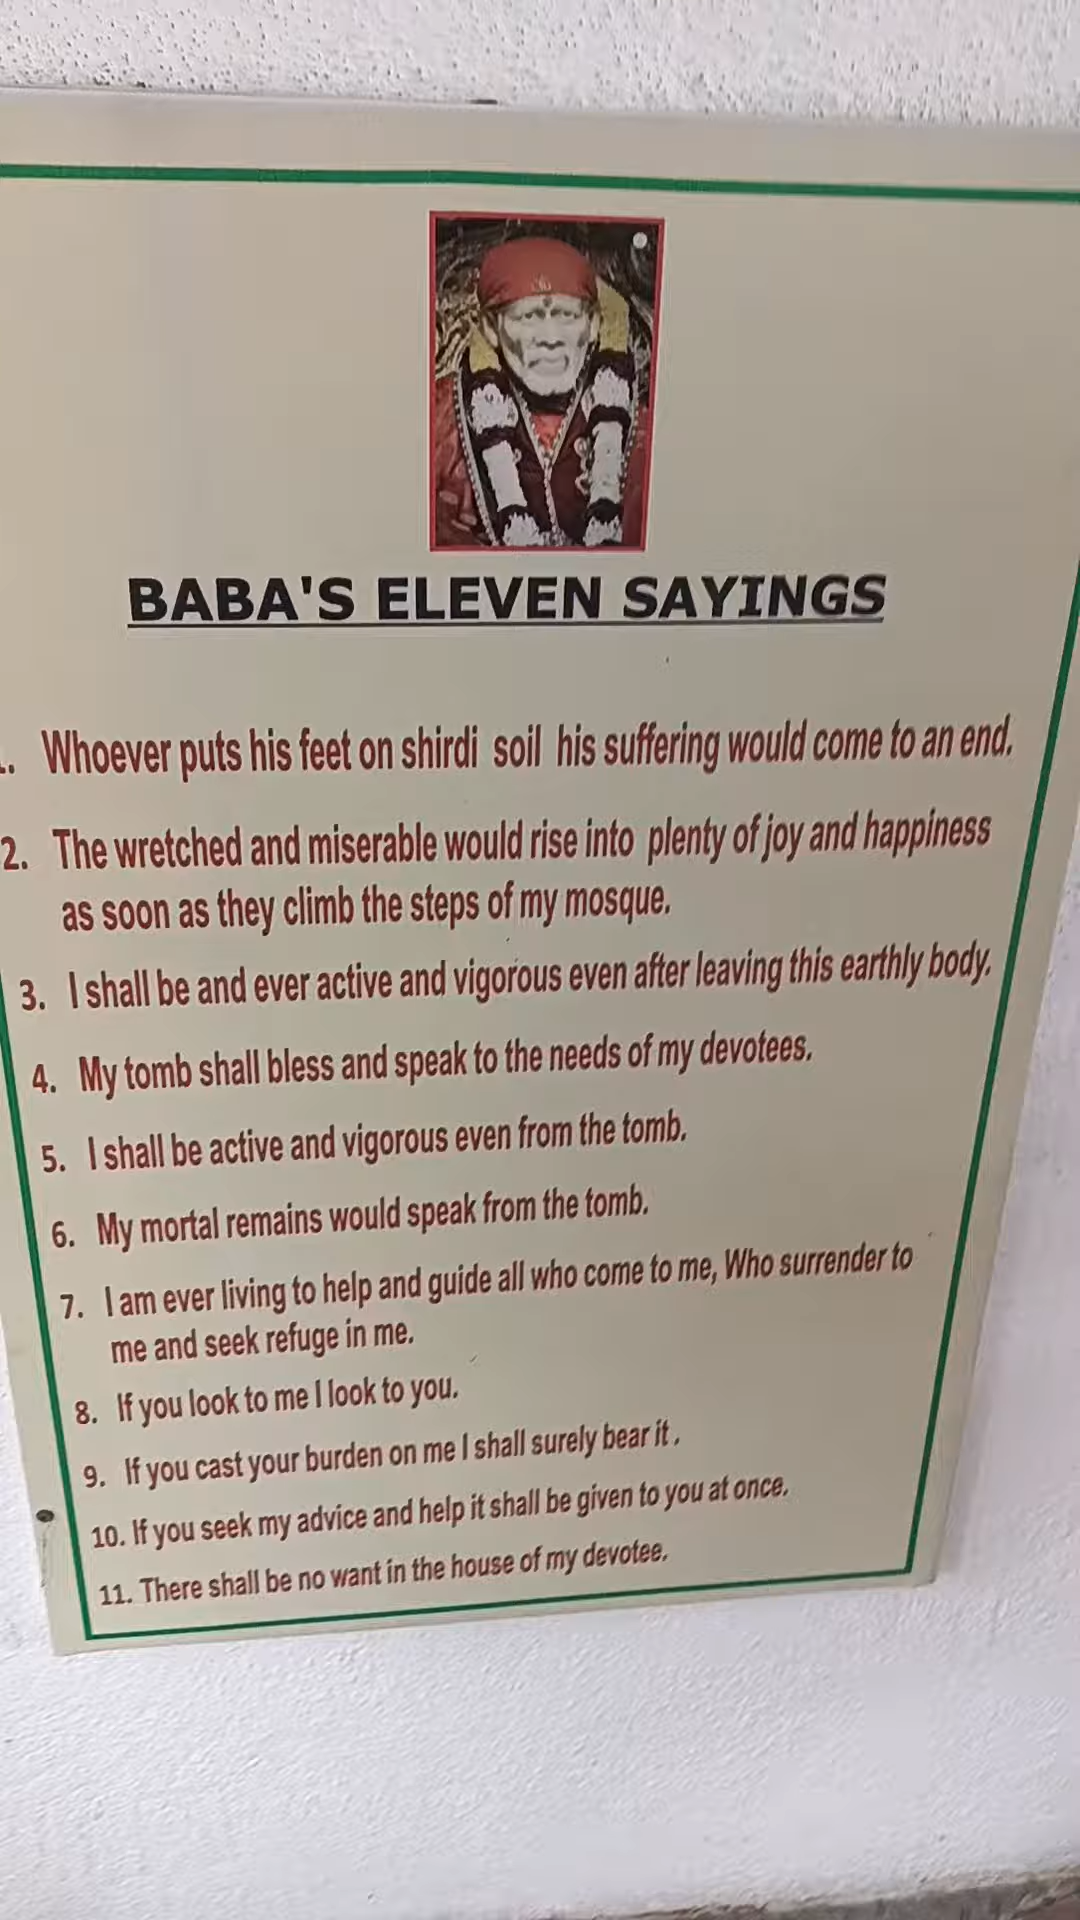 BABA'S ELEVEN SAYINGS
1. Whoever puts his feet on shirdi soil his suffering would come to an end.
2. The wretched and miserable would rise into plenty of joy and happiness
as soon as they climb the steps of my mosque.
3. I shall be and ever active and vigorous even after leaving this earthly body.
4. My tomb shall bless and speak to the needs of my devotees.
5. I shall be active and vigorous even from the tomb.
6. My mortal remains would speak from the tomb.
7. I am ever living to help and guide all who come to me, Who surrender to
me and seek refuge in me.
8. If you look to me I look to you.
9. If you cast your burden on me I shall surely bear it .
10. If you seek my advice and help it shall be given to you at once.
11. There shall be no want in the house of my devotee.